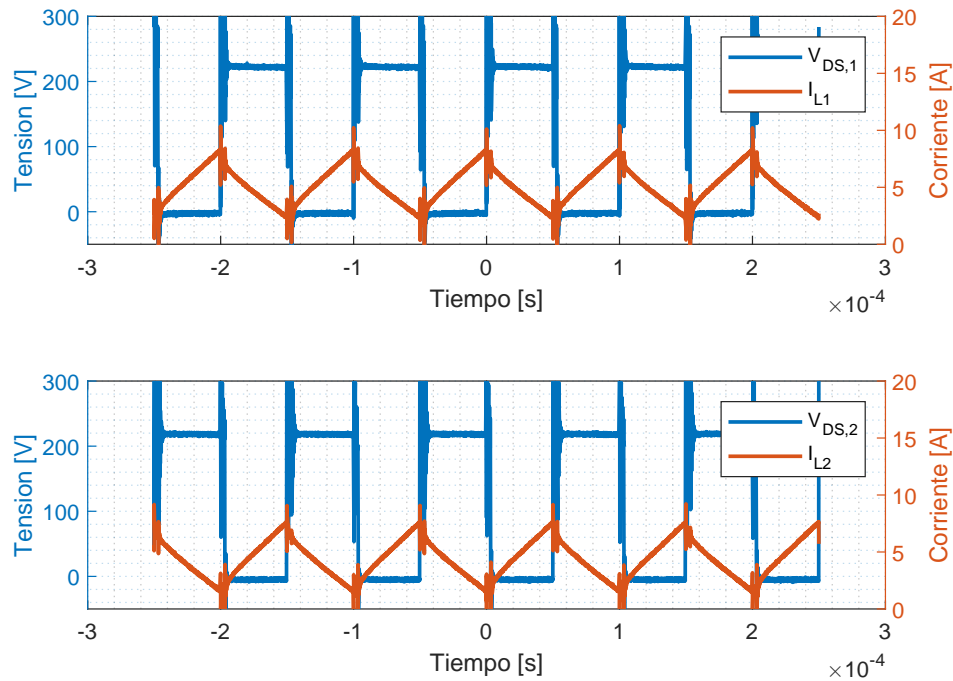 300
200
100
0
Tension [V]
20
15
10
5
0
Corriente [A]
V_DS,1
I_L1
-3 -2 -1 0 1 2 3
Tiempo [s]
×10^-4
300
200
100
0
Tension [V]
20
15
10
5
0
Corriente [A]
V_DS,2
I_L2
-3 -2 -1 0 1 2 3
Tiempo [s]
×10^-4